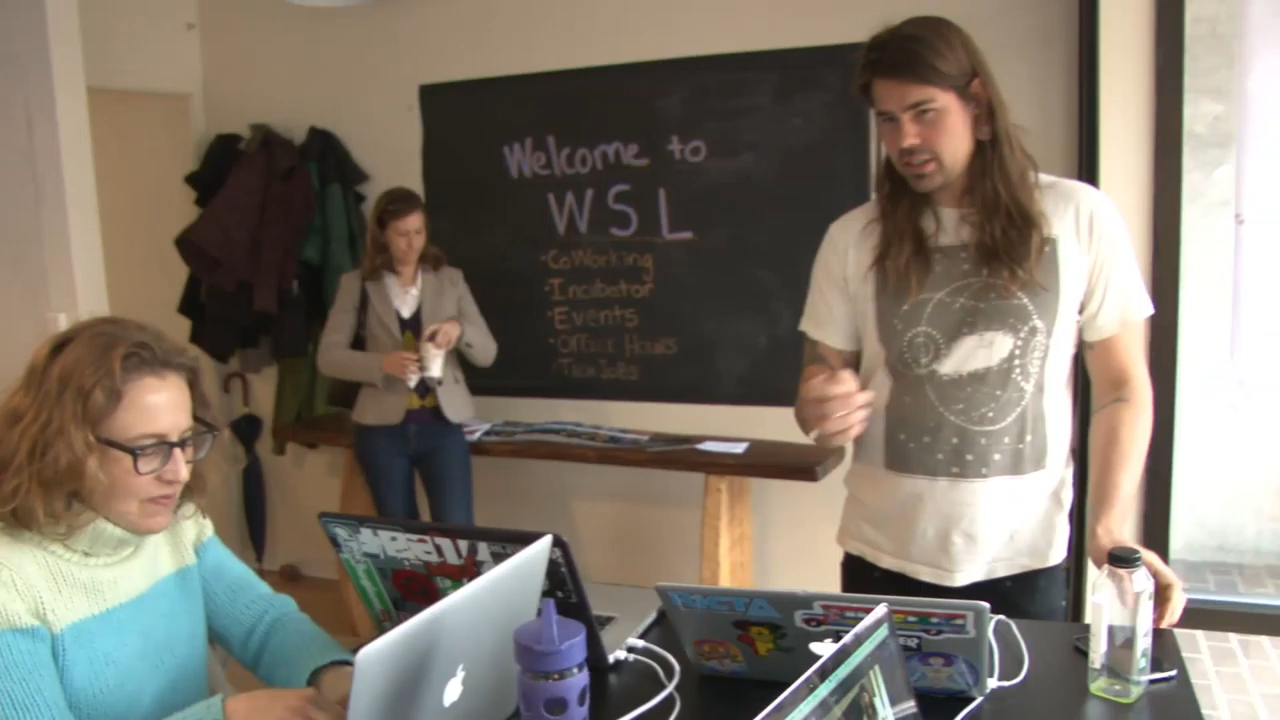 Welcome to
WSL
•CoWorking
•Incubator
•Events
•Office Hours
•Tech Jobs